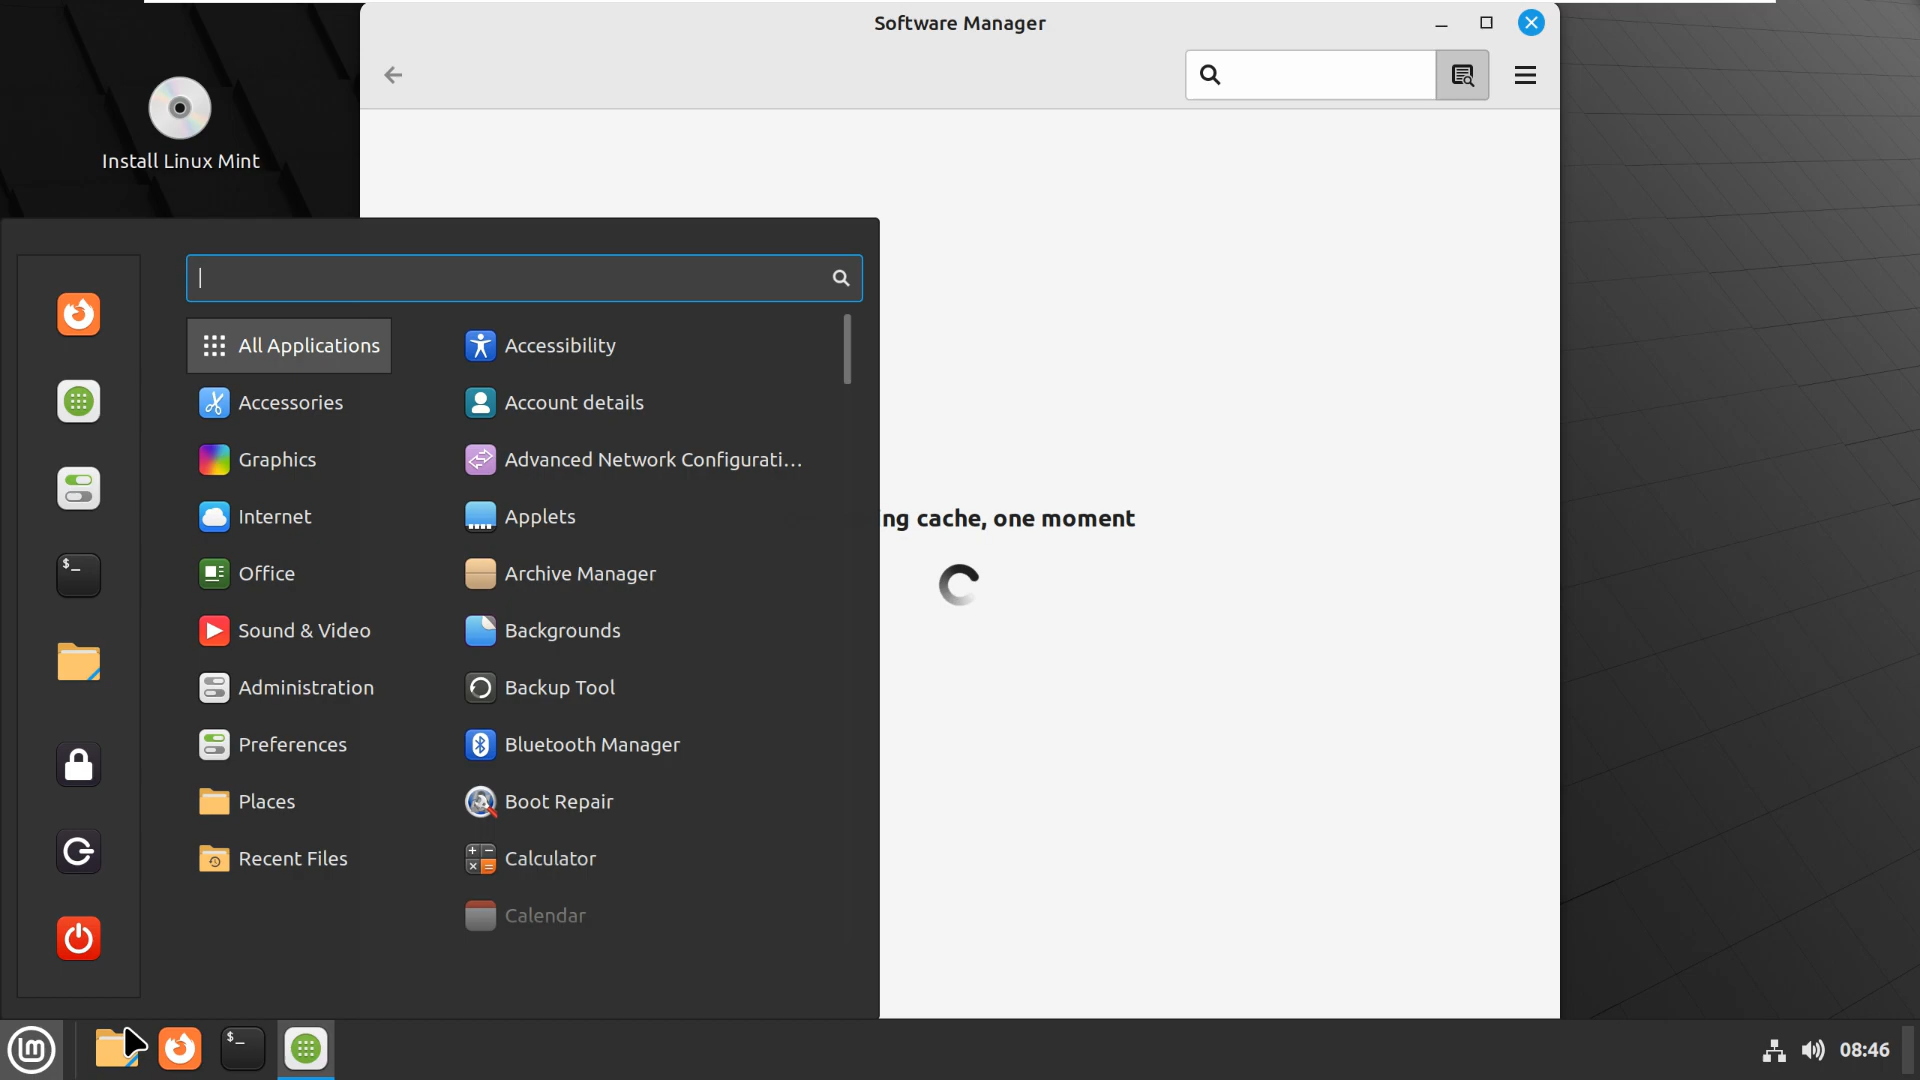 Software Manager
Install Linux Mint
All Applications
Accessories
Graphics
Internet
Office
Sound & Video
Administration
Preferences
Places
Recent Files
Accessibility
Account details
Advanced Network Configurati...
Applets
Archive Manager
Backgrounds
Backup Tool
Bluetooth Manager
Boot Repair
Calculator
Calendar
ng cache, one moment
$_
$_
lm
08:46